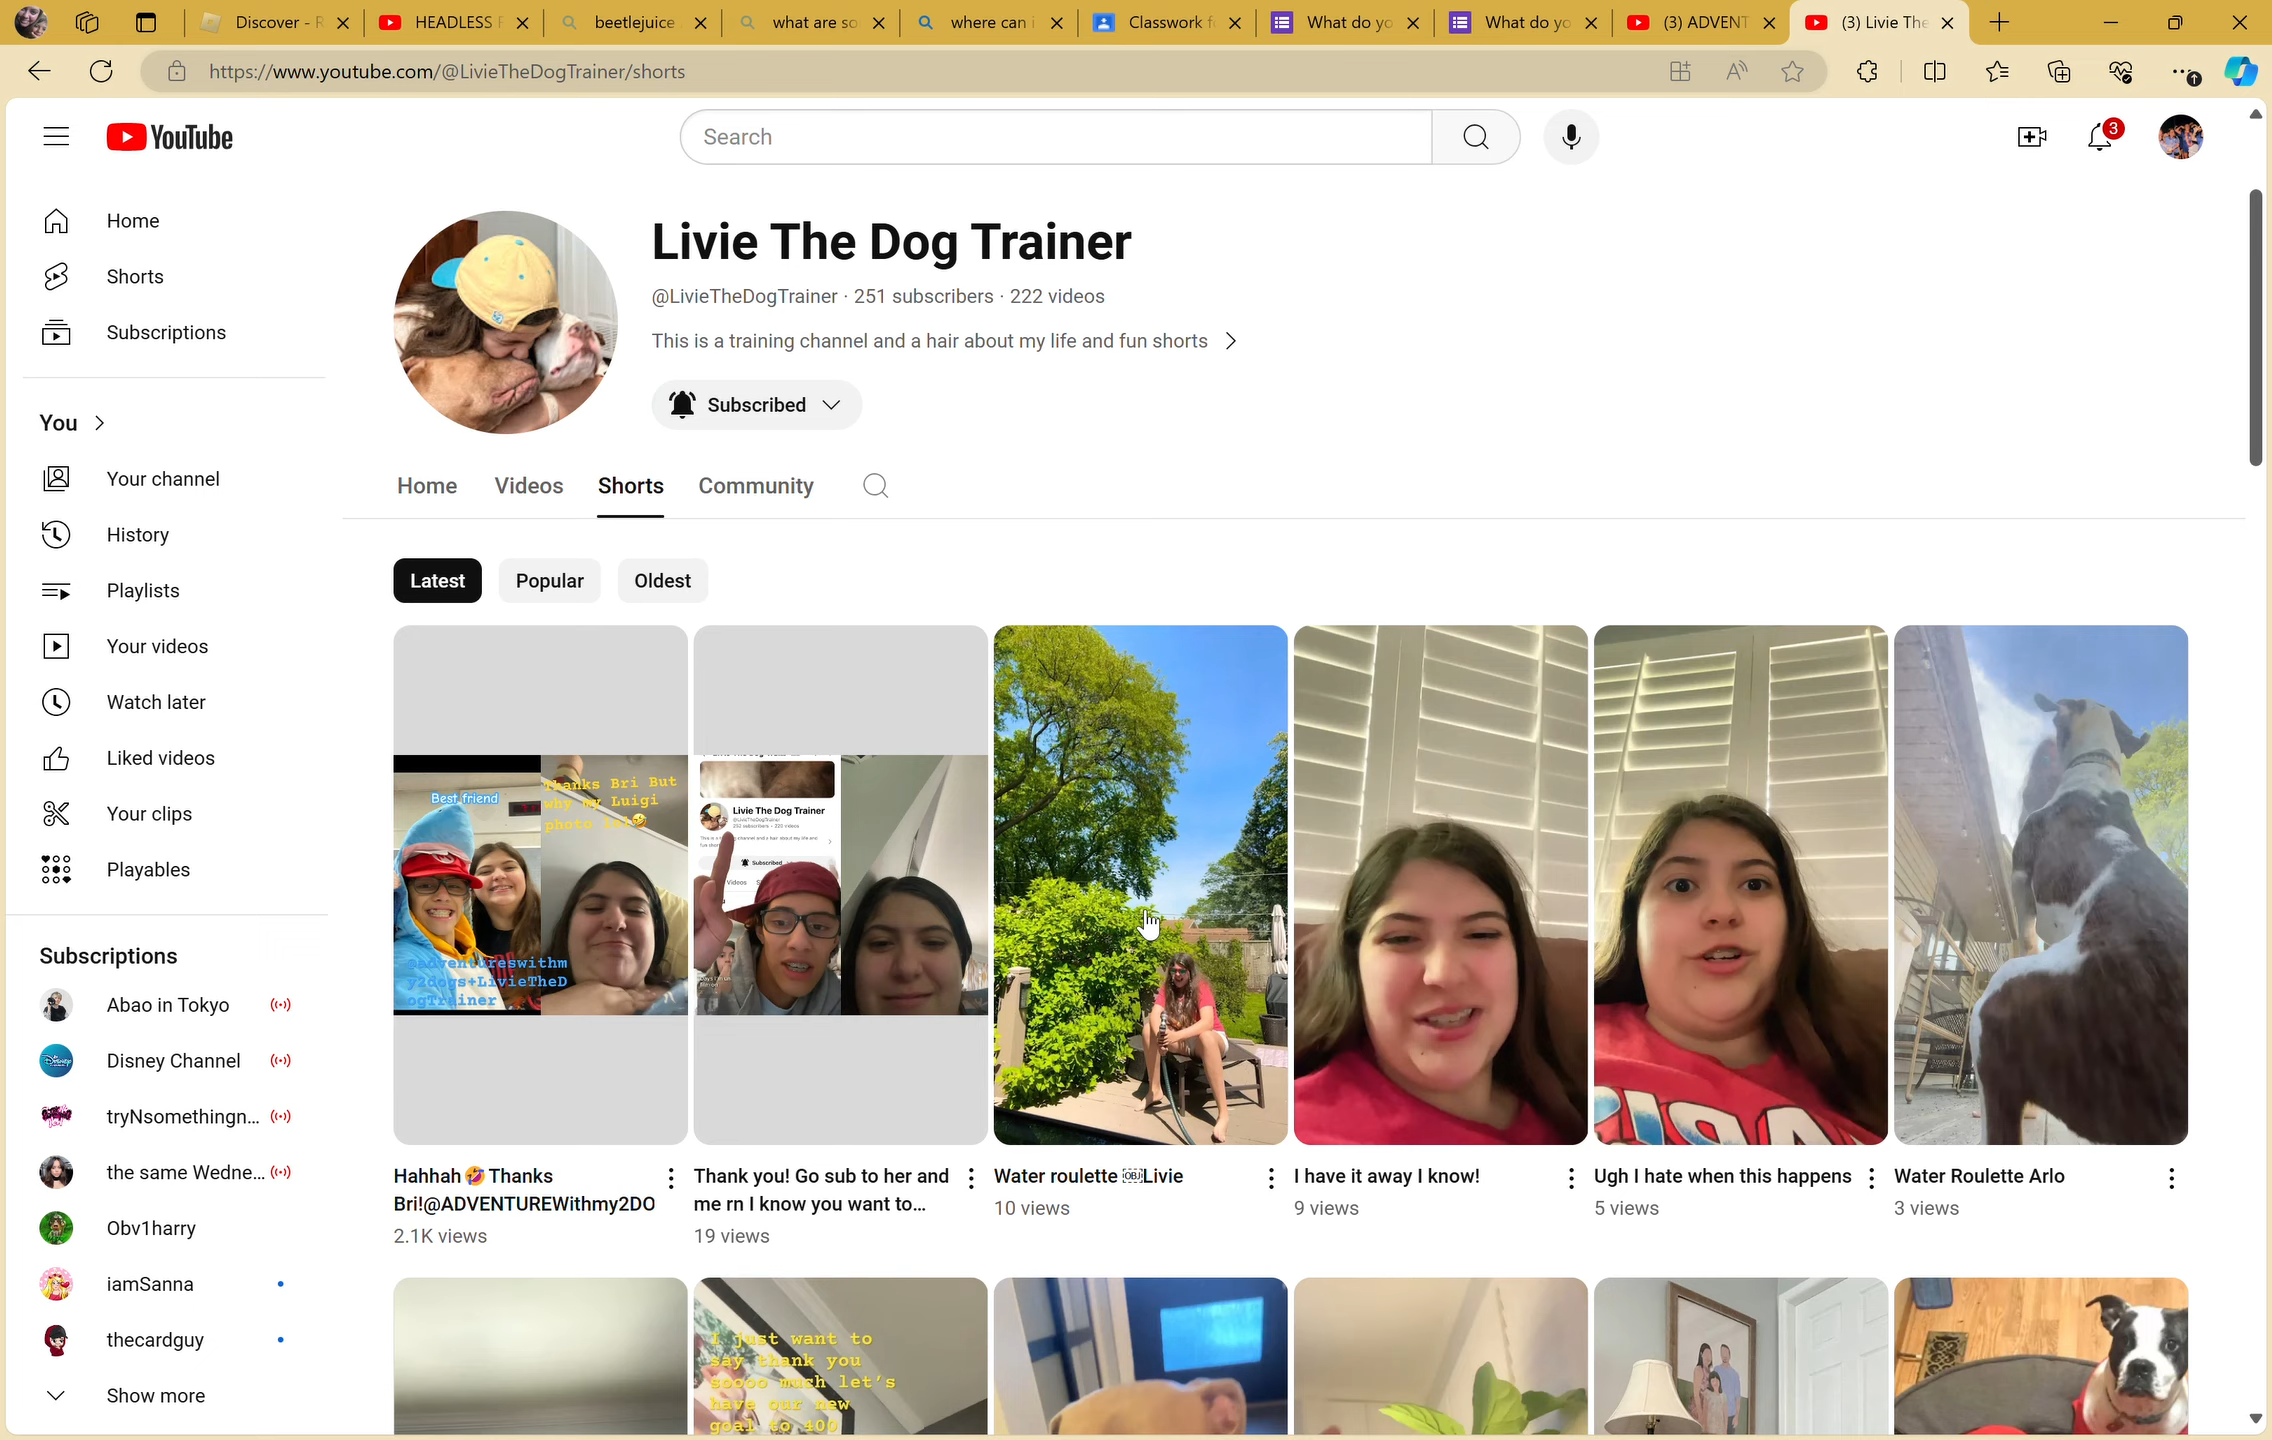 Discover - R
HEADLESS F
beetlejuice
what are so
where can i
Classwork f
What do yo
What do yo
(3) ADVENT
(3) Livie The
https://www.youtube.com/@LivieTheDogTrainer/shorts
YouTube
Search
3
Home
Shorts
Subscriptions
You
Your channel
History
Playlists
Your videos
Watch later
Liked videos
Your clips
Playables
Subscriptions
Abao in Tokyo
Disney Channel
tryNsomethingn...
the same Wedne...
Obv1harry
iamSanna
thecardguy
Show more
Livie The Dog Trainer
@LivieTheDogTrainer · 251 subscribers · 222 videos
This is a training channel and a hair about my life and fun shorts
Subscribed
Home
Videos
Shorts
Community
Latest
Popular
Oldest
Best friend
Thanks Bri But
why my Luigi
photo lol🤣
@adventureswithm
y2dogs+LivieTheD
ogTrainer
Livie The Dog Trainer
Subscribed
Videos
Hahhah🤣Thanks
Bri!@ADVENTUREWithmy2DO
2.1K views
Thank you! Go sub to her and
me rn I know you want to...
19 views
Water roulette ￼Livie
10 views
I have it away I know!
9 views
Ugh I hate when this happens
5 views
Water Roulette Arlo
3 views
I just want to
say thank you
soooo much let's
have our new
goal to 400